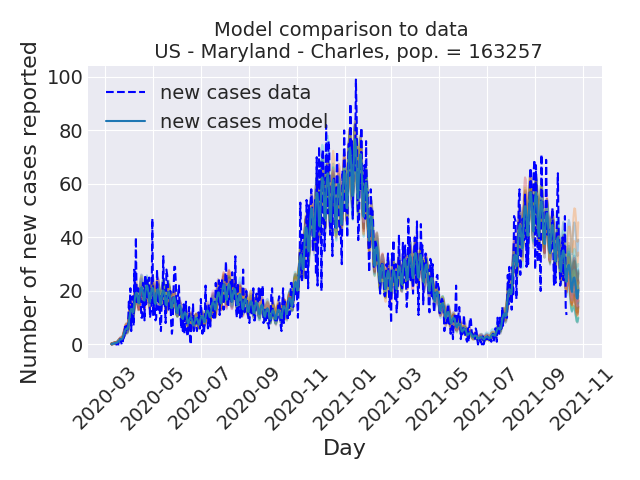 Model comparison to data
US - Maryland - Charles, pop. = 163257
Number of new cases reported
100
80
60
40
20
0
new cases data
new cases model
2020-03
2020-05
2020-07
2020-09
2020-11
2021-01
2021-03
2021-05
2021-07
2021-09
2021-11
Day